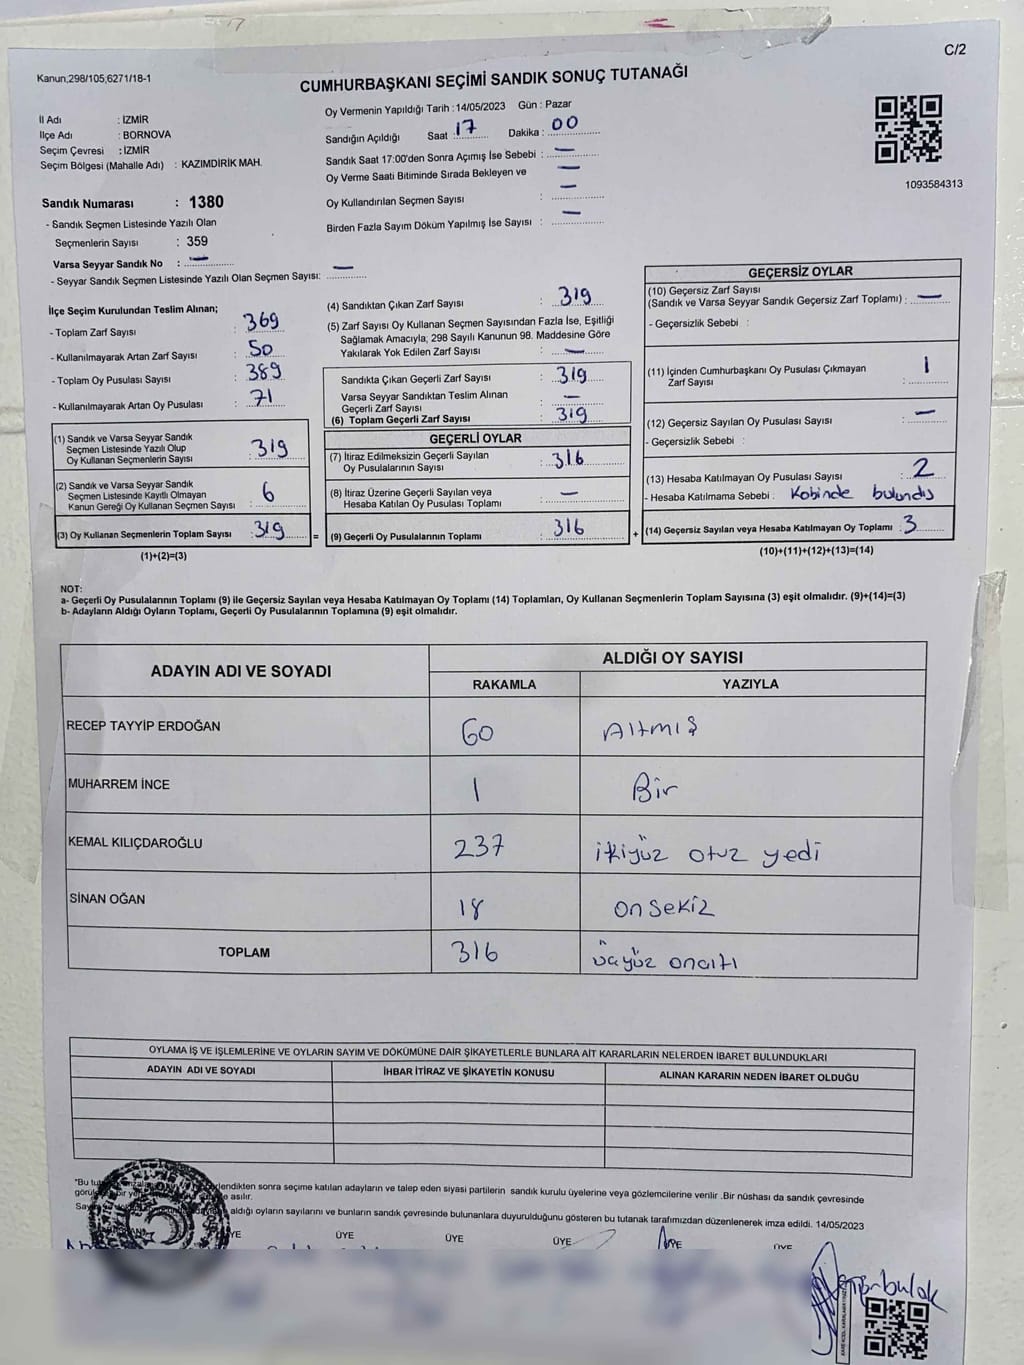 C/2
Kanun;298/105,6271/18-1
CUMHURBAŞKANI SEÇİMİ SANDIK SONUÇ TUTANAĞI
İl Adı : İZMİR
İlçe Adı : BORNOVA
Seçim Çevresi : İZMİR
Seçim Bölgesi (Mahalle Adı) : KAZIMDİRİK MAH.
Sandık Numarası : 1380
- Sandık Seçmen Listesinde Yazılı Olan
Seçmenlerin Sayısı : 359
Varsa Seyyar Sandık No : —
- Seyyar Sandık Seçmen Listesinde Yazılı Olan Seçmen Sayısı: —
Oy Vermenin Yapıldığı Tarih : 14/05/2023 Gün : Pazar
Sandığın Açıldığı Saat : 17 Dakika : 00
Sandık Saat 17:00'den Sonra Açımış İse Sebebi : —
Oy Verme Saati Bitiminde Sırada Bekleyen ve —
Oy Kullandırılan Seçmen Sayısı : —
Birden Fazla Sayım Döküm Yapılmış İse Sayısı : —
1093584313
İlçe Seçim Kurulundan Teslim Alınan;
- Toplam Zarf Sayısı : 369
- Kullanılmayarak Artan Zarf Sayısı : 50
- Toplam Oy Pusulası Sayısı : 389
- Kullanılmayarak Artan Oy Pusulası : 71
(1) Sandık ve Varsa Seyyar Sandık
Seçmen Listesinde Yazılı Olup
Oy Kullanan Seçmenlerin Sayısı : 319
(2) Sandık ve Varsa Seyyar Sandık
Seçmen Listesinde Kayıtlı Olmayan
Kanun Gereği Oy Kullanan Seçmen Sayısı : 6
(3) Oy Kullanan Seçmenlerin Toplam Sayısı : 319
(1)+(2)=(3)
(4) Sandıktan Çıkan Zarf Sayısı : 319
(5) Zarf Sayısı Oy Kullanan Seçmen Sayısından Fazla İse, Eşitliği
Sağlamak Amacıyla; 298 Sayılı Kanunun 98. Maddesine Göre
Yakılarak Yok Edilen Zarf Sayısı : —
Sandıkta Çıkan Geçerli Zarf Sayısı : 319
Varsa Seyyar Sandıktan Teslim Alınan
Geçerli Zarf Sayısı : —
(6) Toplam Geçerli Zarf Sayısı : 319
GEÇERLİ OYLAR
(7) İtiraz Edilmeksizin Geçerli Sayılan
Oy Pusulalarının Sayısı : 316
(8) İtiraz Üzerine Geçerli Sayılan veya
Hesaba Katılan Oy Pusulası Toplamı : —
= (9) Geçerli Oy Pusulalarının Toplamı : 316
GEÇERSİZ OYLAR
(10) Geçersiz Zarf Sayısı
(Sandık ve Varsa Seyyar Sandık Geçersiz Zarf Toplamı) : —
- Geçersizlik Sebebi :
(11) İçinden Cumhurbaşkanı Oy Pusulası Çıkmayan
Zarf Sayısı : 1
(12) Geçersiz Sayılan Oy Pusulası Sayısı : —
- Geçersizlik Sebebi :
(13) Hesaba Katılmayan Oy Pusulası Sayısı : 2
- Hesaba Katılmama Sebebi : Kabinde bulundıs
+ (14) Geçersiz Sayılan veya Hesaba Katılmayan Oy Toplamı : 3
(10)+(11)+(12)+(13)=(14)
NOT:
a- Geçerli Oy Pusulalarının Toplamı (9) ile Geçersiz Sayılan veya Hesaba Katılmayan Oy Toplamı (14) Toplamları, Oy Kullanan Seçmenlerin Toplam Sayısına (3) eşit olmalıdır. (9)+(14)=(3)
b- Adayların Aldığı Oyların Toplamı, Geçerli Oy Pusulalarının Toplamına (9) eşit olmalıdır.
ADAYIN ADI VE SOYADI ALDIĞI OY SAYISI
RAKAMLA YAZIYLA
RECEP TAYYİP ERDOĞAN 60 Altmış
MUHARREM İNCE 1 Bir
KEMAL KILIÇDAROĞLU 237 ikiyüz otuz yedi
SİNAN OĞAN 18 on sekiz
TOPLAM 316 üçyüz onaltı
OYLAMA İŞ VE İŞLEMLERİNE VE OYLARIN SAYIM VE DÖKÜMÜNE DAİR ŞİKAYETLERLE BUNLARA AİT KARARLARIN NELERDEN İBARET BULUNDUKLARI
ADAYIN ADI VE SOYADI İHBAR İTİRAZ VE ŞİKAYETİN KONUSU ALINAN KARARIN NEDEN İBARET OLDUĞU
"Bu lendikten sonra seçime katılan adayların ve talep eden siyasi partilerin sandık kurulu üyelerine veya gözlemcilerine verilir .Bir nüshası da sandık çevresinde
bir asılır.
aldığı oyların sayılarını ve bunların sandık çevresinde bulunanlara duyurulduğunu gösteren bu tutanak tarafımızdan düzenlenerek imza edildi. 14/05/2023
ÜYE ÜYE ÜYE ÜYE